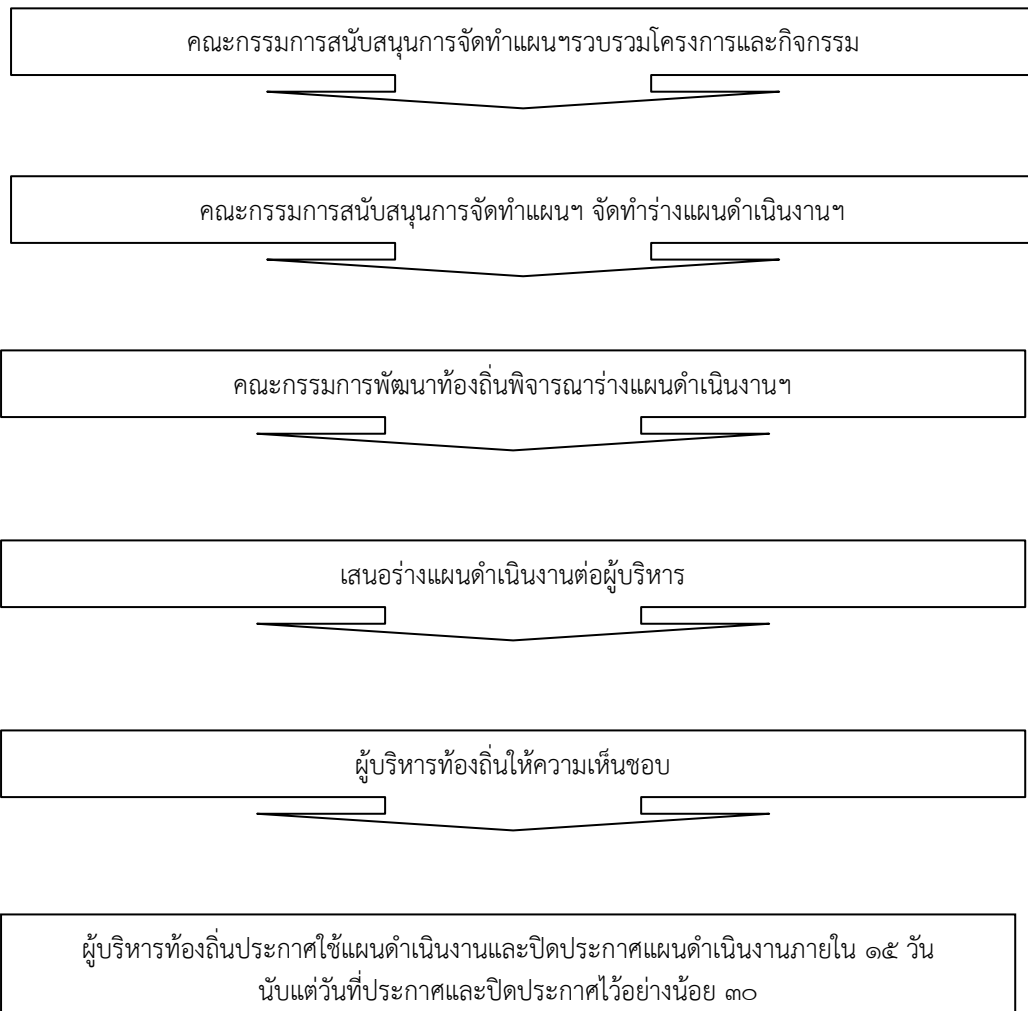 คณะกรรมการสนับสนุนการจัดทำแผนฯรวบรวมโครงการและกิจกรรม
คณะกรรมการสนับสนุนการจัดทำแผนฯ จัดทำร่างแผนดำเนินงานฯ
คณะกรรมการพัฒนาท้องถิ่นพิจารณาร่างแผนดำเนินงานฯ
เสนอร่างแผนดำเนินงานต่อผู้บริหาร
ผู้บริหารท้องถิ่นให้ความเห็นชอบ
ผู้บริหารท้องถิ่นประกาศใช้แผนดำเนินงานและปิดประกาศแผนดำเนินงานภายใน ๑๕ วัน
นับแต่วันที่ประกาศและปิดประกาศไว้อย่างน้อย ๓๐